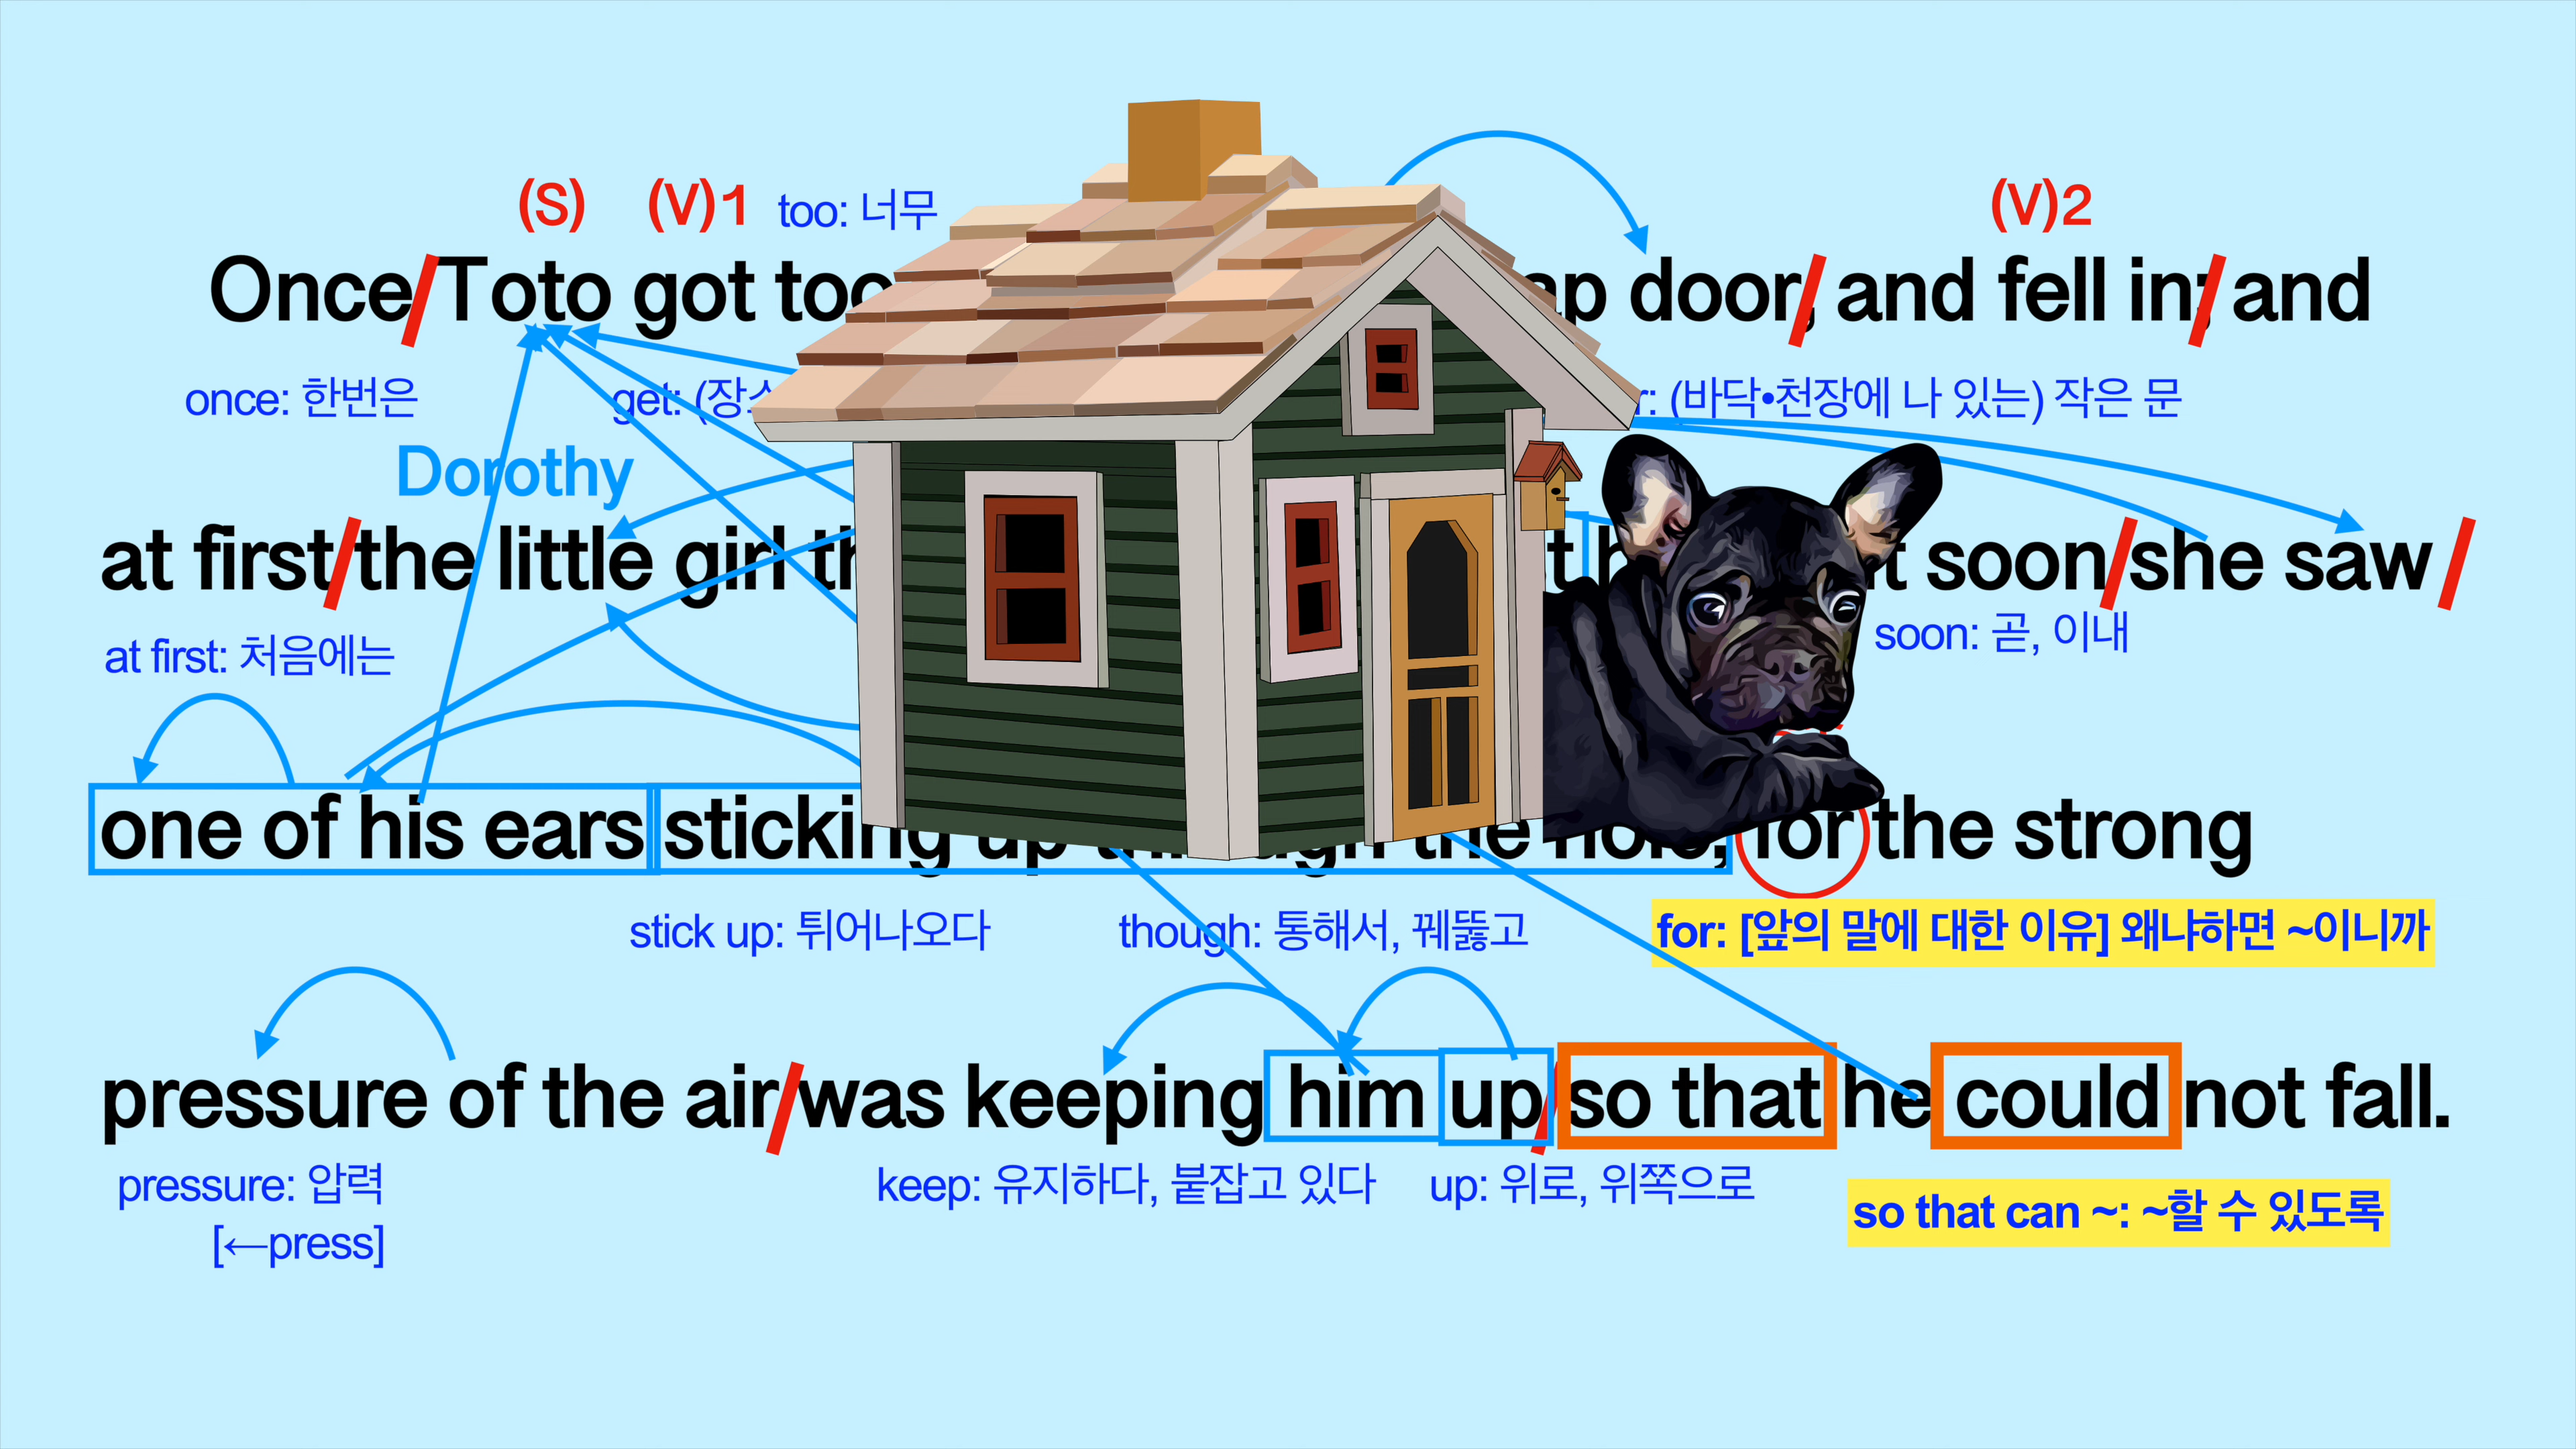 (S) (V)1 too: 너무 (V)2
Once/Toto got too door,/ and fell in;/ and
once: 한번은 get: (바닥•천장에 나 있는) 작은 문
Dorothy
at first/the little girl soon/she saw/
at first: 처음에는 soon: 곧, 이내
one of his ears sticking up through the hole, for the strong
stick up: 튀어나오다 though: 통해서, 꿰뚫고 for: [앞의 말에 대한 이유] 왜냐하면 ~이니까
pressure of the air/was keeping him up/so that he could not fall.
pressure: 압력 keep: 유지하다, 붙잡고 있다 up: 위로, 위쪽으로 so that can ~: ~할 수 있도록
[←press]